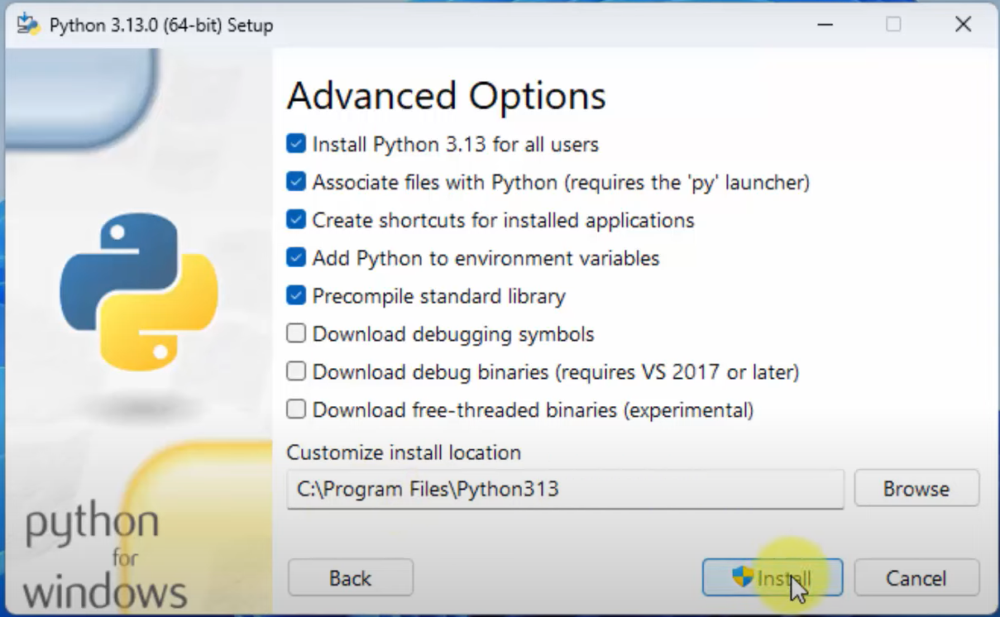 Python 3.13.0 (64-bit) Setup
Advanced Options
Install Python 3.13 for all users
Associate files with Python (requires the 'py' launcher)
Create shortcuts for installed applications
Add Python to environment variables
Precompile standard library
Download debugging symbols
Download debug binaries (requires VS 2017 or later)
Download free-threaded binaries (experimental)
Customize install location
C:\Program Files\Python313
Browse
python
for
windows
Back
Install
Cancel